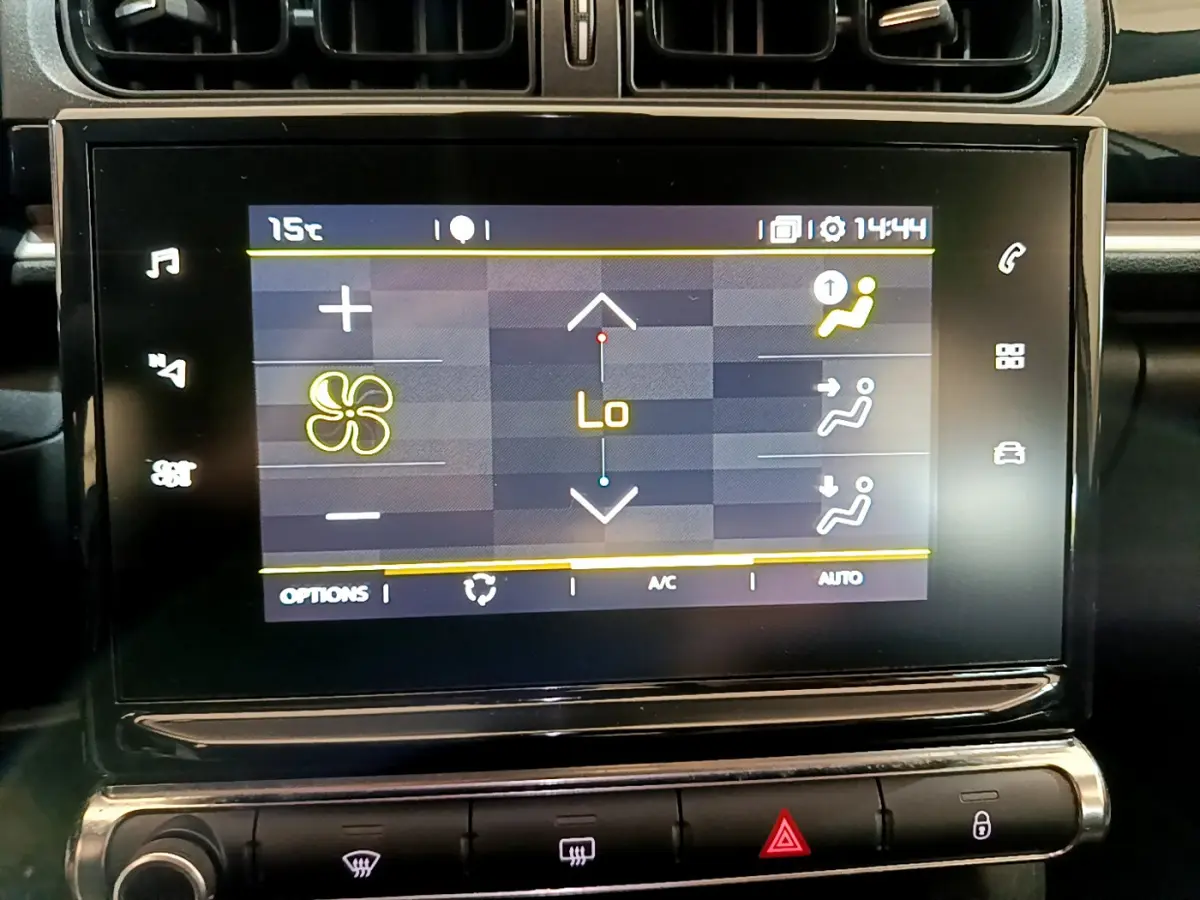 15°C 14:44
N
Lo
OPTIONS A/C AUTO